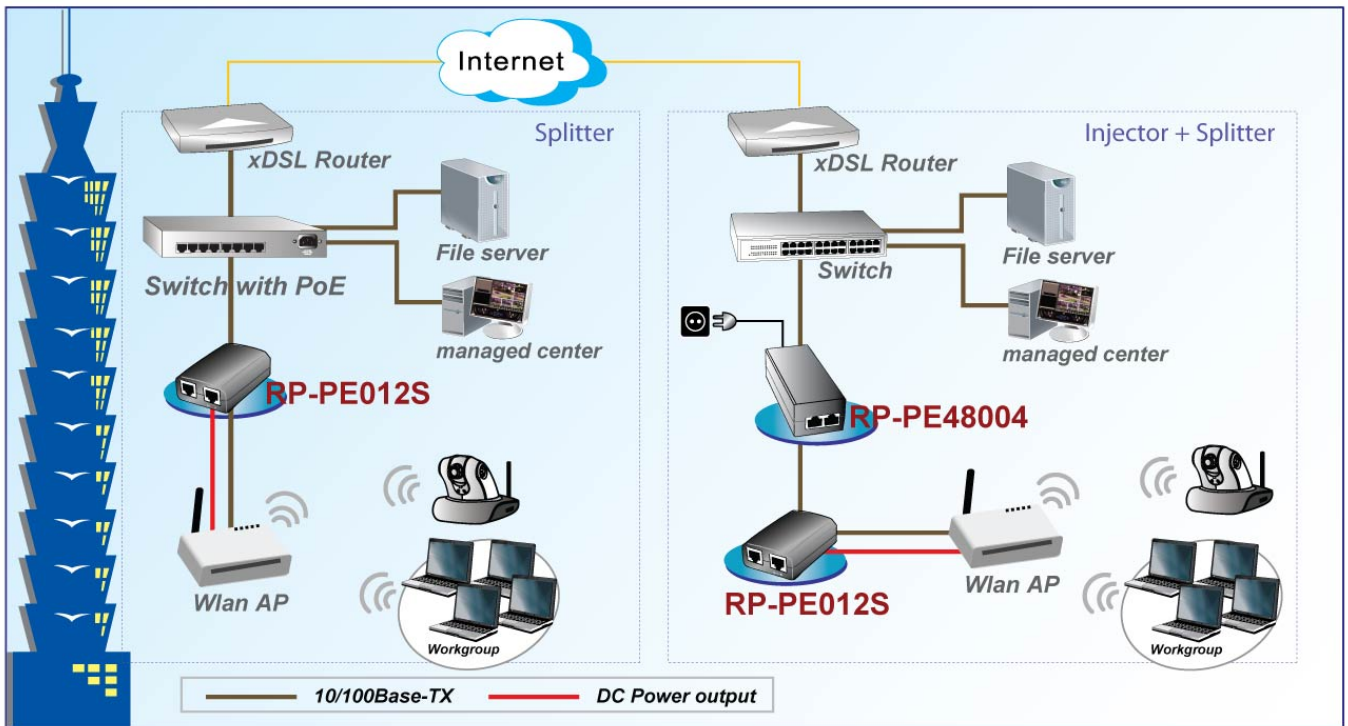 Internet
Splitter
xDSL Router
File server
Switch with PoE
managed center
RP-PE012S
Wlan AP
Workgroup
Injector + Splitter
xDSL Router
File server
Switch
managed center
RP-PE48004
Wlan AP
RP-PE012S
Workgroup
10/100Base-TX
DC Power output